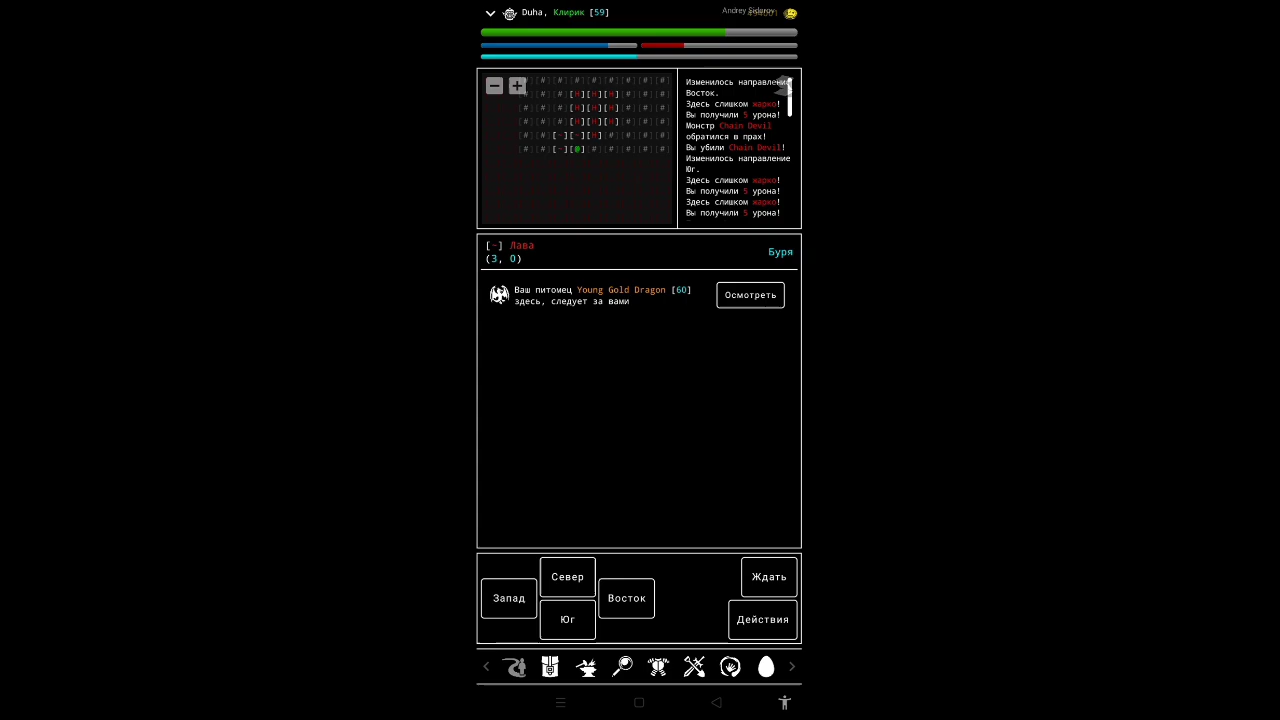 Duha, Клирик [59]
Andrey Sidorov
Изменилось направление
Восток.
Здесь слишком жарко!
Вы получили 5 урона!
Монстр Chain Devil
обратился в прах!
Вы убили Chain Devil!
Изменилось направление
Юг.
Здесь слишком жарко!
Вы получили 5 урона!
Здесь слишком жарко!
Вы получили 5 урона!
[~] Лава
(3, 0)
Буря
Ваш питомец Young Gold Dragon [60]
здесь, следует за вами
Осмотреть
Север
Ждать
Запад
Восток
Юг
Действия